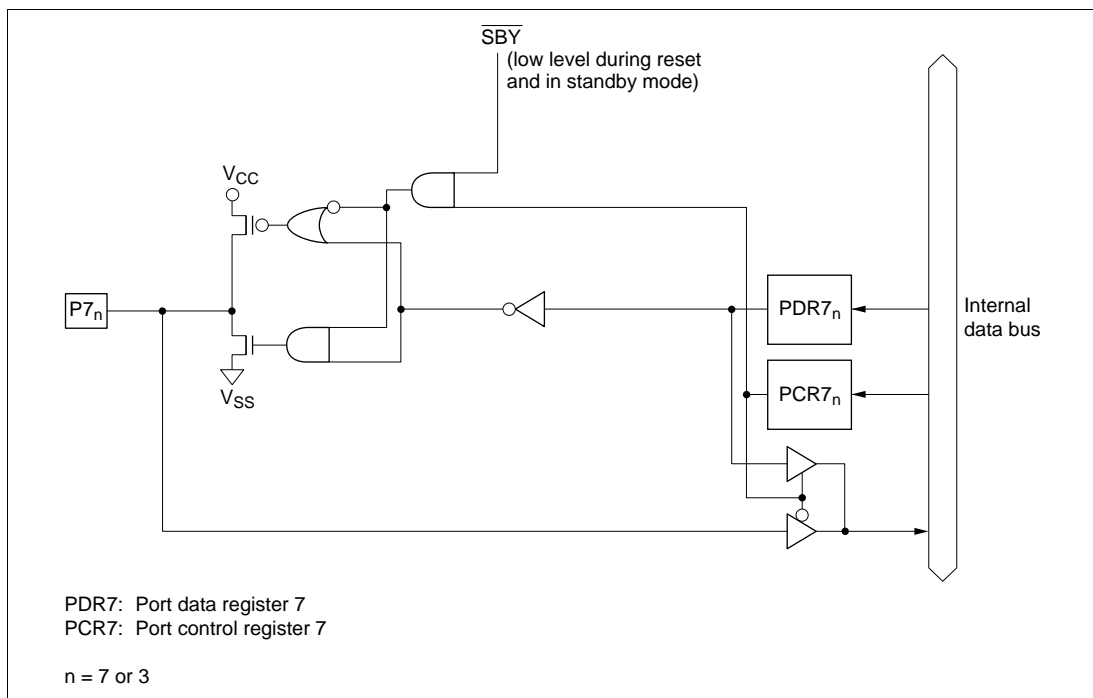 SBY
(low level during reset
and in standby mode)
VCC
P7n
PDR7n
Internal
data bus
PCR7n
VSS
PDR7: Port data register 7
PCR7: Port control register 7
n = 7 or 3